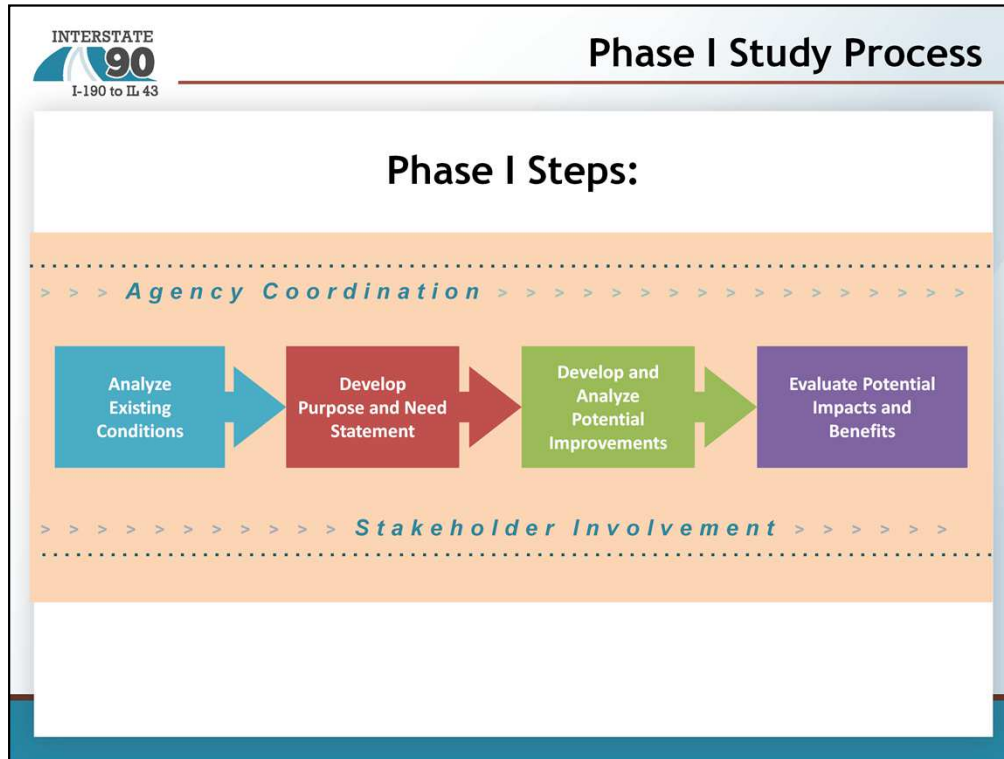 INTERSTATE
90
I-190 to IL 43
Phase I Study Process
Phase I Steps:
> > > Agency Coordination > > > > > > > > > > > > > > > > >
Analyze
Existing
Conditions
Develop
Purpose and Need
Statement
Develop and
Analyze
Potential
Improvements
Evaluate Potential
Impacts and
Benefits
> > > > > > > > > > > Stakeholder Involvement > > > > > >